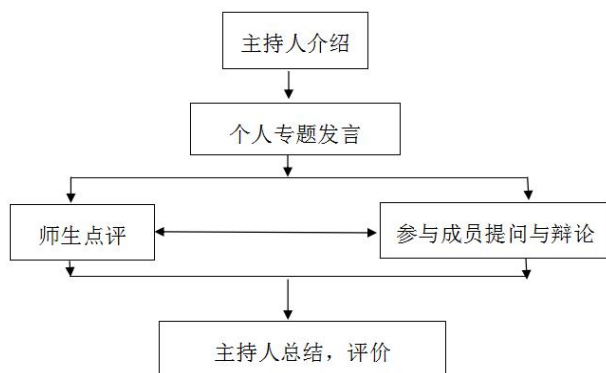 主持人介绍
个人专题发言
师生点评
参与成员提问与辩论
主持人总结，评价